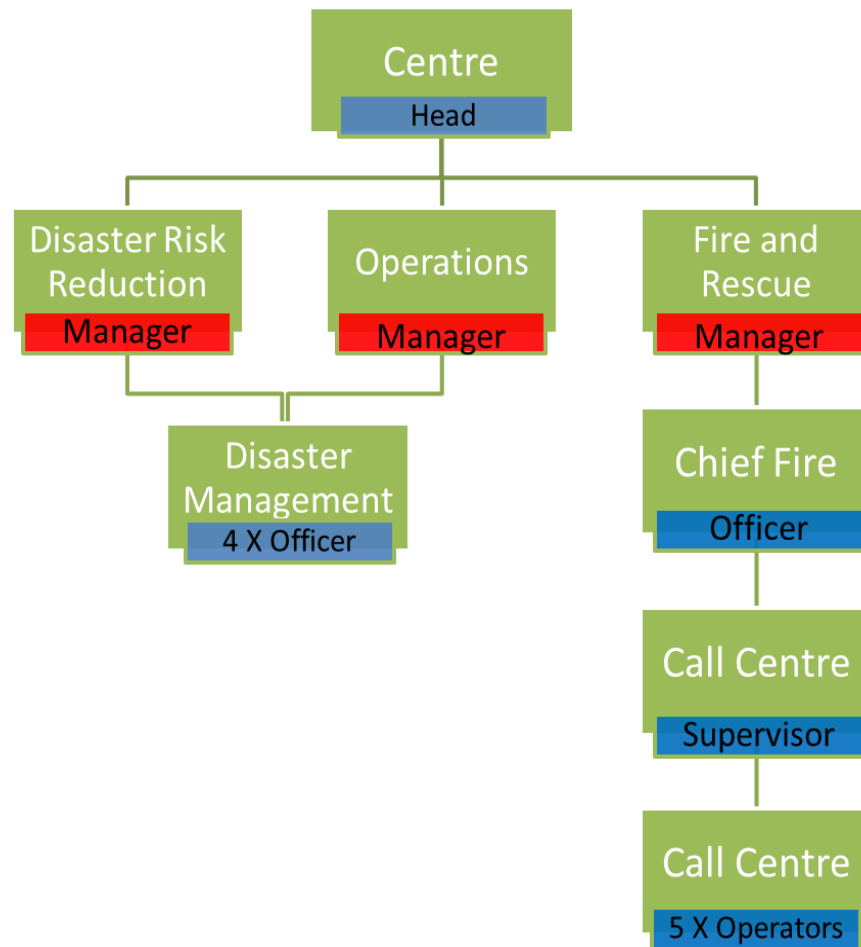 Centre
Head
Disaster Risk
Reduction
Manager
Operations
Manager
Fire and
Rescue
Manager
Disaster
Management
4 X Officer
Chief Fire
Officer
Call Centre
Supervisor
Call Centre
5 X Operators